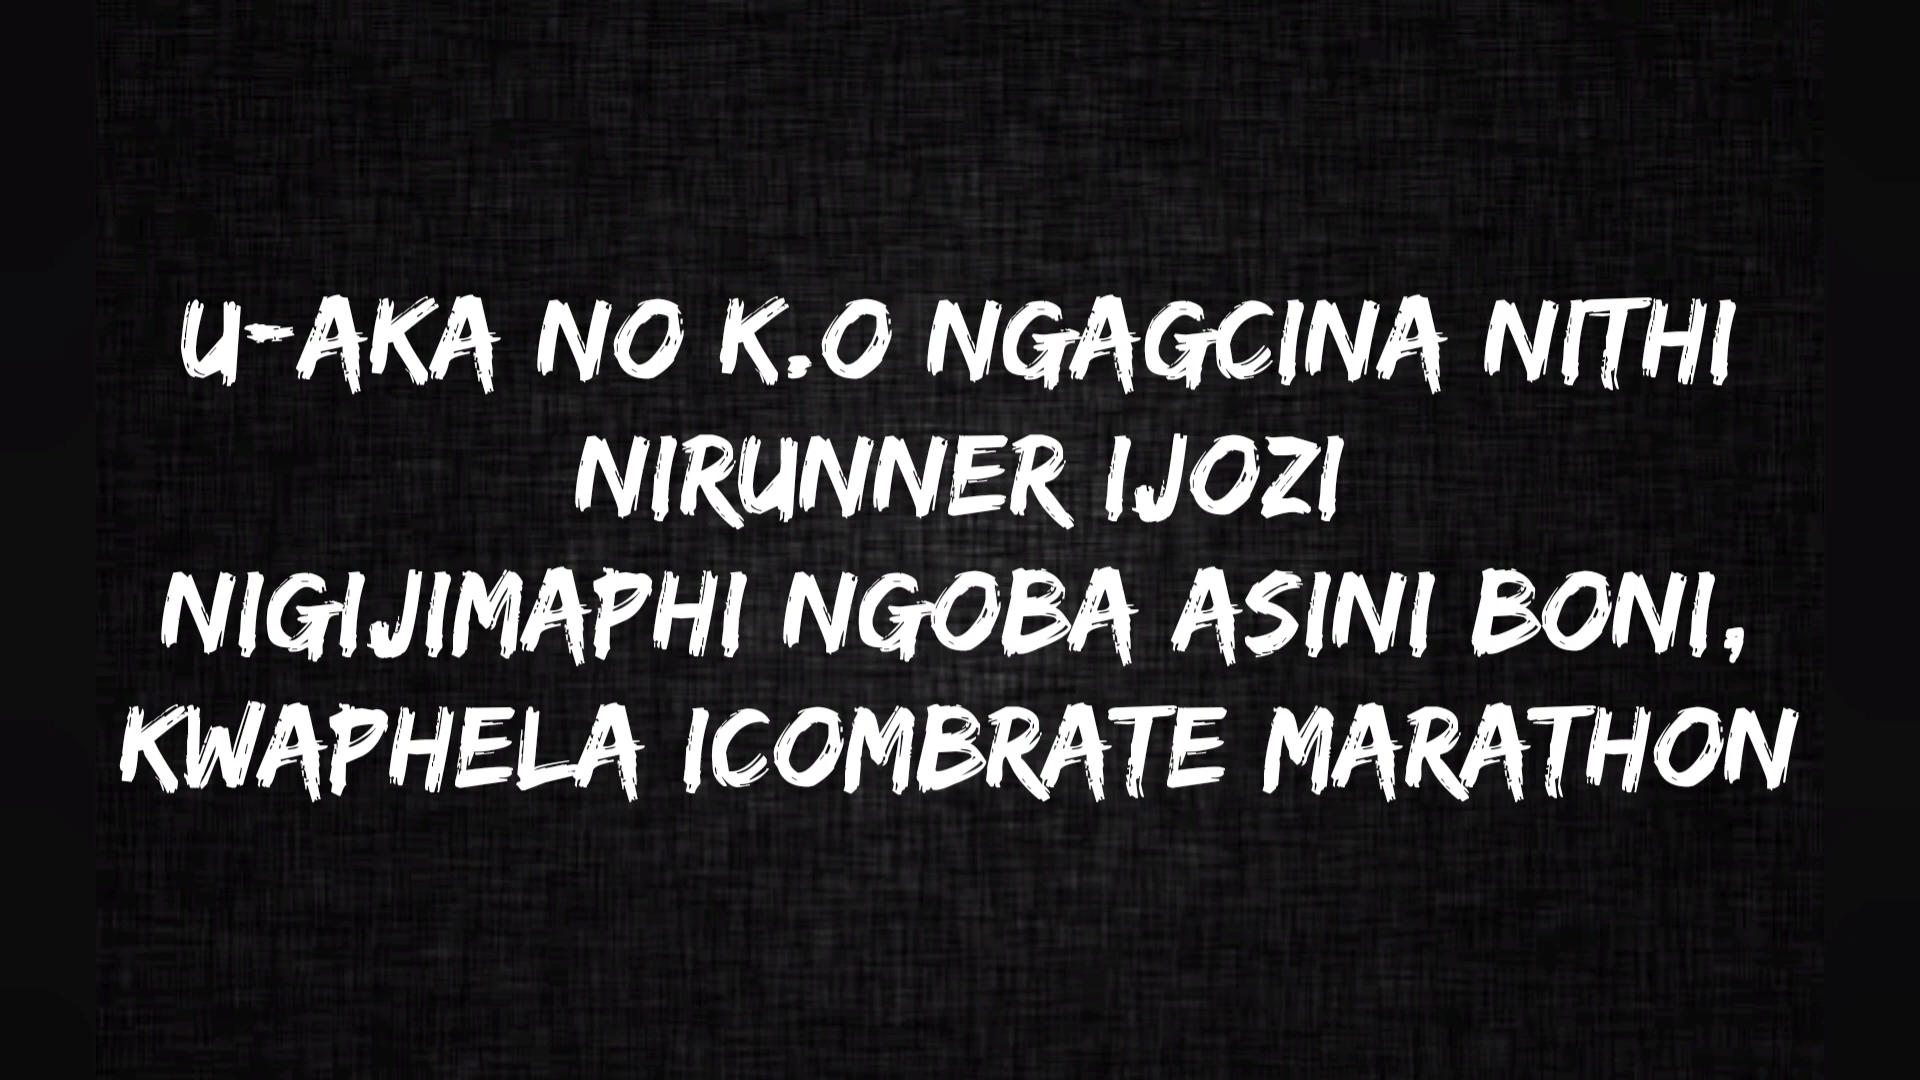 U-AKA NO K.O NGAGCINA NITHI
NIRUNNER IJOZI
NIGIJIMAPHI NGOBA ASINI BONI,
KWAPHELA ICOMBRATE MARATHON